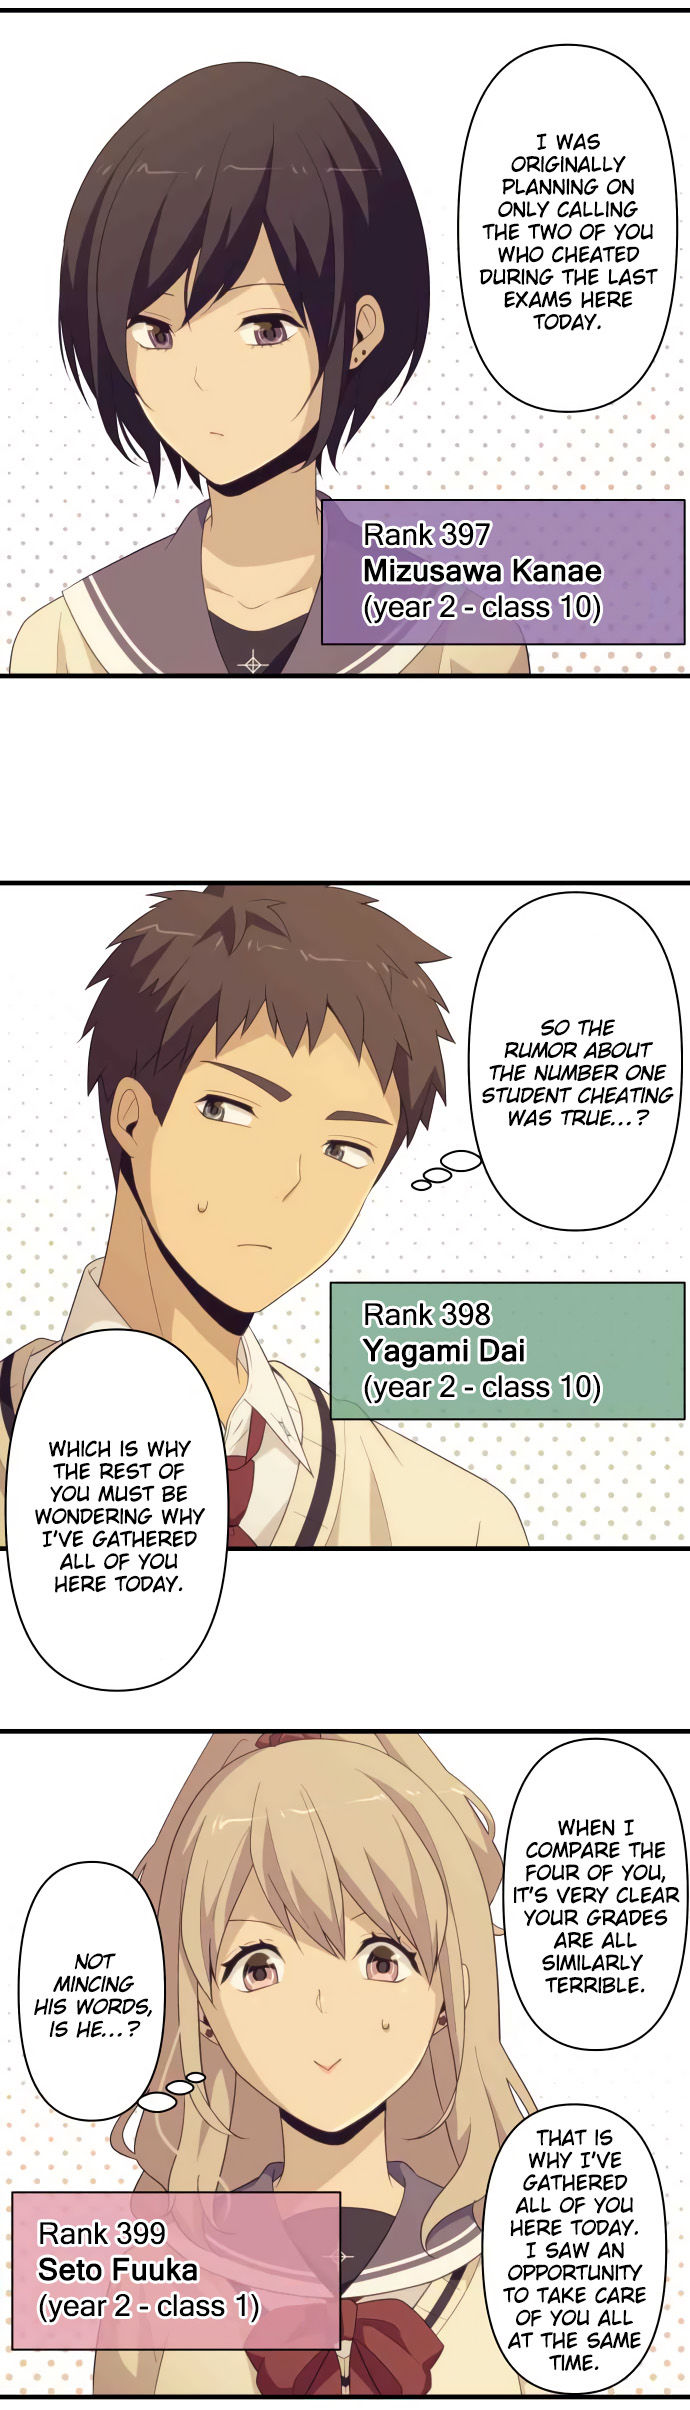 I WAS
ORIGINALLY
PLANNING ON
ONLY CALLING
THE TWO OF YOU
WHO CHEATED
DURING THE LAST
EXAMS HERE
TODAY.
Rank 397
Mizusawa Kanae
(year 2 - class 10)
SO THE
RUMOR ABOUT
THE NUMBER ONE
STUDENT CHEATING
WAS TRUE...?
Rank 398
Yagami Dai
(year 2 - class 10)
WHICH IS WHY
THE REST OF
YOU MUST BE
WONDERING WHY
I'VE GATHERED
ALL OF YOU
HERE TODAY.
WHEN I
COMPARE THE
FOUR OF YOU,
IT'S VERY CLEAR
YOUR GRADES
ARE ALL
SIMILARLY
TERRIBLE.
NOT
MINCING
HIS WORDS,
IS HE...?
THAT IS
WHY I'VE
GATHERED
ALL OF YOU
HERE TODAY.
I SAW AN
OPPORTUNITY
TO TAKE CARE
OF YOU ALL
AT THE SAME
TIME.
Rank 399
Seto Fuuka
(year 2 - class 1)